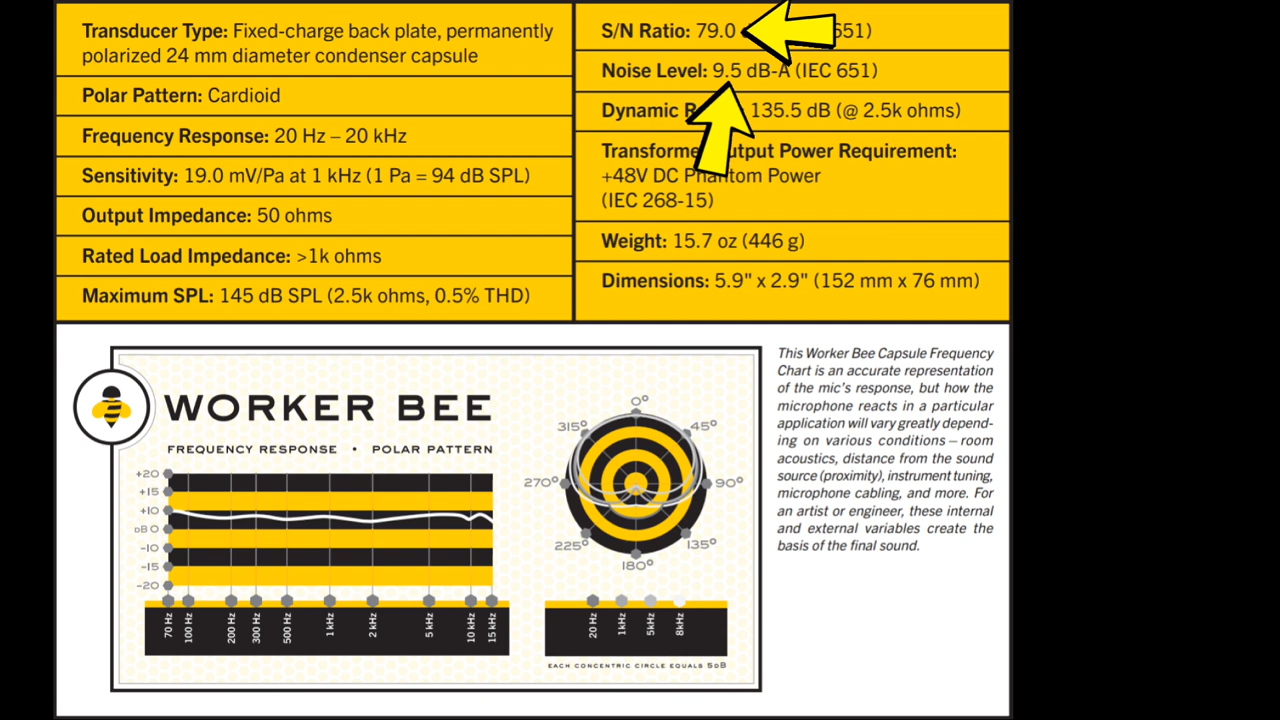 Transducer Type: Fixed-charge back plate, permanently
polarized 24 mm diameter condenser capsule
Polar Pattern: Cardioid
Frequency Response: 20 Hz – 20 kHz
Sensitivity: 19.0 mV/Pa at 1 kHz (1 Pa = 94 dB SPL)
Output Impedance: 50 ohms
Rated Load Impedance: >1k ohms
Maximum SPL: 145 dB SPL (2.5k ohms, 0.5% THD)
S/N Ratio: 79.0 651)
Noise Level: 9.5 dB-A (IEC 651)
Dynamic 135.5 dB (@ 2.5k ohms)
Power Requirement:
+48V DC Phantom Power
(IEC 268-15)
Weight: 15.7 oz (446 g)
Dimensions: 5.9" x 2.9" (152 mm x 76 mm)
WORKER BEE
FREQUENCY RESPONSE • POLAR PATTERN
+20
+15
+10
dB 0
-10
-15
-20
70 Hz
100 Hz
200 Hz
300 Hz
500 Hz
1 kHz
2 kHz
5 kHz
10 kHz
15 kHz
0°
45°
90°
135°
180°
225°
270°
315°
20 Hz
1kHz
5kHz
8kHz
EACH CONCENTRIC CIRCLE EQUALS 5dB
This Worker Bee Capsule Frequency
Chart is an accurate representation
of the mic's response, but how the
microphone reacts in a particular
application will vary greatly depend-
ing on various conditions – room
acoustics, distance from the sound
source (proximity), instrument tuning,
microphone cabling, and more. For
an artist or engineer, these internal
and external variables create the
basis of the final sound.